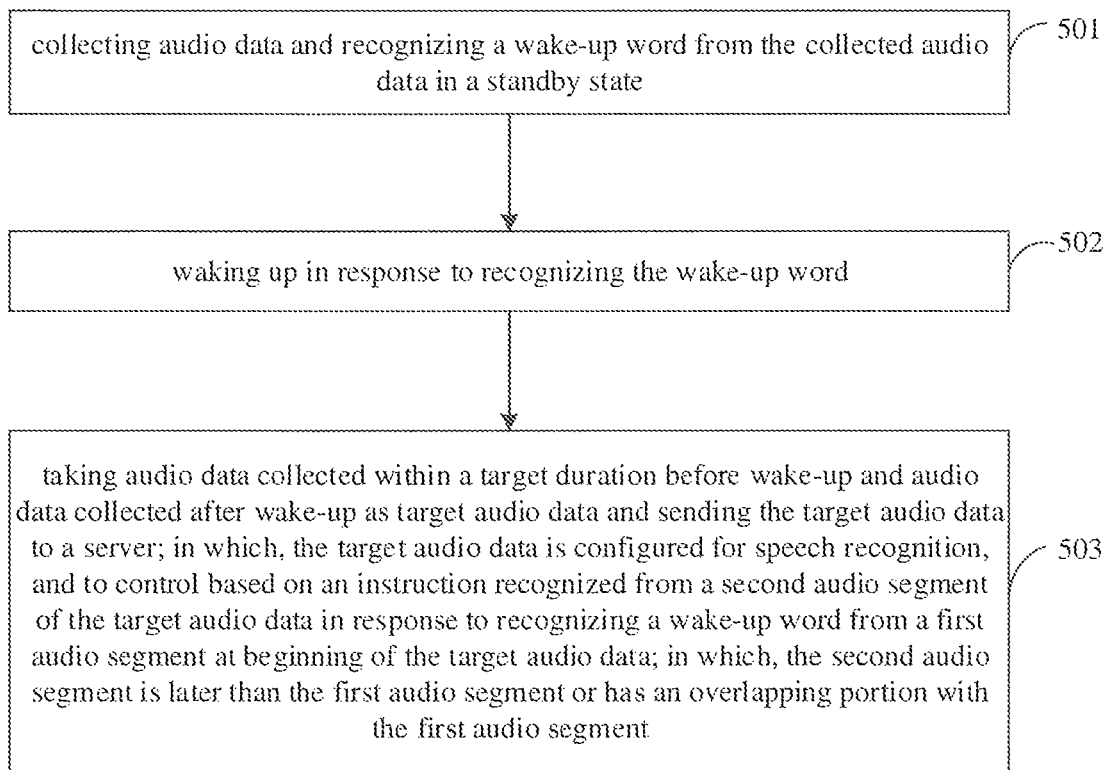 collecting audio data and recognizing a wake-up word from the collected audio
data in a standby state
501
waking up in response to recognizing the wake-up word
502
taking audio data collected within a target duration before wake-up and audio
data collected after wake-up as target audio data and sending the target audio data
to a server; in which, the target audio data is configured for speech recognition,
and to control based on an instruction recognized from a second audio segment
of the target audio data in response to recognizing a wake-up word from a first
audio segment at beginning of the target audio data; in which, the second audio
segment is later than the first audio segment or has an overlapping portion with
the first audio segment
503